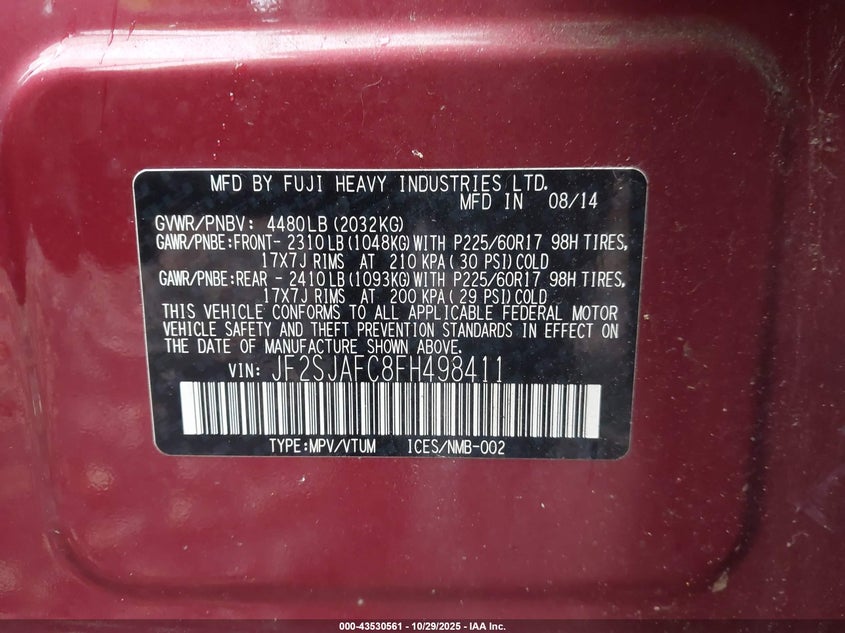 MFD BY FUJI HEAVY INDUSTRIES LTD.
MFD IN 08/14
GVWR/PNBV: 4480LB (2032KG)
GAWR/PNBE:FRONT- 2310 LB (1048KG) WITH P225/60R17 98H TIRES,
17X7J RIMS AT 210 KPA ( 30 PSI) COLD
GAWR/PNBE:REAR - 2410 LB (1093KG) WITH P225/60R17 98H TIRES,
17X7J RIMS AT 200 KPA ( 29 PSI) COLD
THIS VEHICLE CONFORMS TO ALL APPLICABLE FEDERAL MOTOR
VEHICLE SAFETY AND THEFT PREVENTION STANDARDS IN EFFECT ON
THE DATE OF MANUFACTURE SHOWN ABOVE.
VIN: JF2SJAFC8FH498411
TYPE:MPV/VTUM ICES/NMB-002
000-43530561 - 10/29/2025 - IAA Inc.